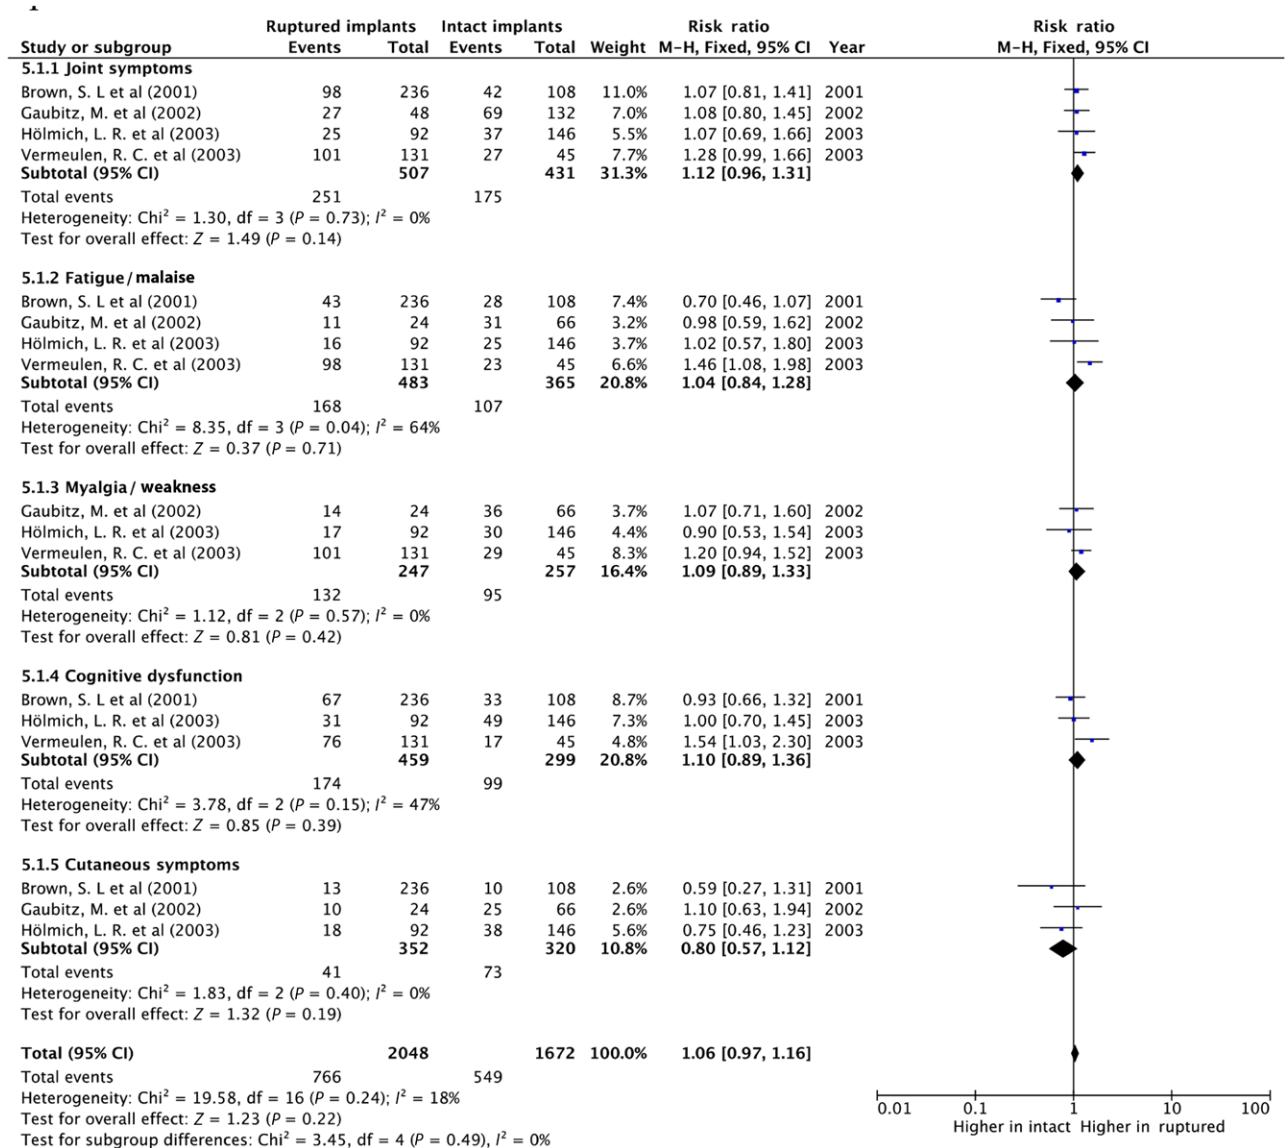 Ruptured implants Intact implants Risk ratio Risk ratio
Study or subgroup Events Total Events Total Weight M-H, Fixed, 95% CI Year M-H, Fixed, 95% CI
5.1.1 Joint symptoms
Brown, S. L et al (2001) 98 236 42 108 11.0% 1.07 [0.81, 1.41] 2001
Gaubitz, M. et al (2002) 27 48 69 132 7.0% 1.08 [0.80, 1.45] 2002
Hölmich, L. R. et al (2003) 25 92 37 146 5.5% 1.07 [0.69, 1.66] 2003
Vermeulen, R. C. et al (2003) 101 131 27 45 7.7% 1.28 [0.99, 1.66] 2003
Subtotal (95% CI) 507 431 31.3% 1.12 [0.96, 1.31]
Total events 251 175
Heterogeneity: Chi² = 1.30, df = 3 (P = 0.73); I² = 0%
Test for overall effect: Z = 1.49 (P = 0.14)
5.1.2 Fatigue/malaise
Brown, S. L et al (2001) 43 236 28 108 7.4% 0.70 [0.46, 1.07] 2001
Gaubitz, M. et al (2002) 11 24 31 66 3.2% 0.98 [0.59, 1.62] 2002
Hölmich, L. R. et al (2003) 16 92 25 146 3.7% 1.02 [0.57, 1.80] 2003
Vermeulen, R. C. et al (2003) 98 131 23 45 6.6% 1.46 [1.08, 1.98] 2003
Subtotal (95% CI) 483 365 20.8% 1.04 [0.84, 1.28]
Total events 168 107
Heterogeneity: Chi² = 8.35, df = 3 (P = 0.04); I² = 64%
Test for overall effect: Z = 0.37 (P = 0.71)
5.1.3 Myalgia/ weakness
Gaubitz, M. et al (2002) 14 24 36 66 3.7% 1.07 [0.71, 1.60] 2002
Hölmich, L. R. et al (2003) 17 92 30 146 4.4% 0.90 [0.53, 1.54] 2003
Vermeulen, R. C. et al (2003) 101 131 29 45 8.3% 1.20 [0.94, 1.52] 2003
Subtotal (95% CI) 247 257 16.4% 1.09 [0.89, 1.33]
Total events 132 95
Heterogeneity: Chi² = 1.12, df = 2 (P = 0.57); I² = 0%
Test for overall effect: Z = 0.81 (P = 0.42)
5.1.4 Cognitive dysfunction
Brown, S. L et al (2001) 67 236 33 108 8.7% 0.93 [0.66, 1.32] 2001
Hölmich, L. R. et al (2003) 31 92 49 146 7.3% 1.00 [0.70, 1.45] 2003
Vermeulen, R. C. et al (2003) 76 131 17 45 4.8% 1.54 [1.03, 2.30] 2003
Subtotal (95% CI) 459 299 20.8% 1.10 [0.89, 1.36]
Total events 174 99
Heterogeneity: Chi² = 3.78, df = 2 (P = 0.15); I² = 47%
Test for overall effect: Z = 0.85 (P = 0.39)
5.1.5 Cutaneous symptoms
Brown, S. L et al (2001) 13 236 10 108 2.6% 0.59 [0.27, 1.31] 2001
Gaubitz, M. et al (2002) 10 24 25 66 2.6% 1.10 [0.63, 1.94] 2002
Hölmich, L. R. et al (2003) 18 92 38 146 5.6% 0.75 [0.46, 1.23] 2003
Subtotal (95% CI) 352 320 10.8% 0.80 [0.57, 1.12]
Total events 41 73
Heterogeneity: Chi² = 1.83, df = 2 (P = 0.40); I² = 0%
Test for overall effect: Z = 1.32 (P = 0.19)
Total (95% CI) 2048 1672 100.0% 1.06 [0.97, 1.16]
Total events 766 549
Heterogeneity: Chi² = 19.58, df = 16 (P = 0.24); I² = 18%
Test for overall effect: Z = 1.23 (P = 0.22)
Test for subgroup differences: Chi² = 3.45, df = 4 (P = 0.49), I² = 0%
0.01 0.1 1 10 100
Higher in intact Higher in ruptured